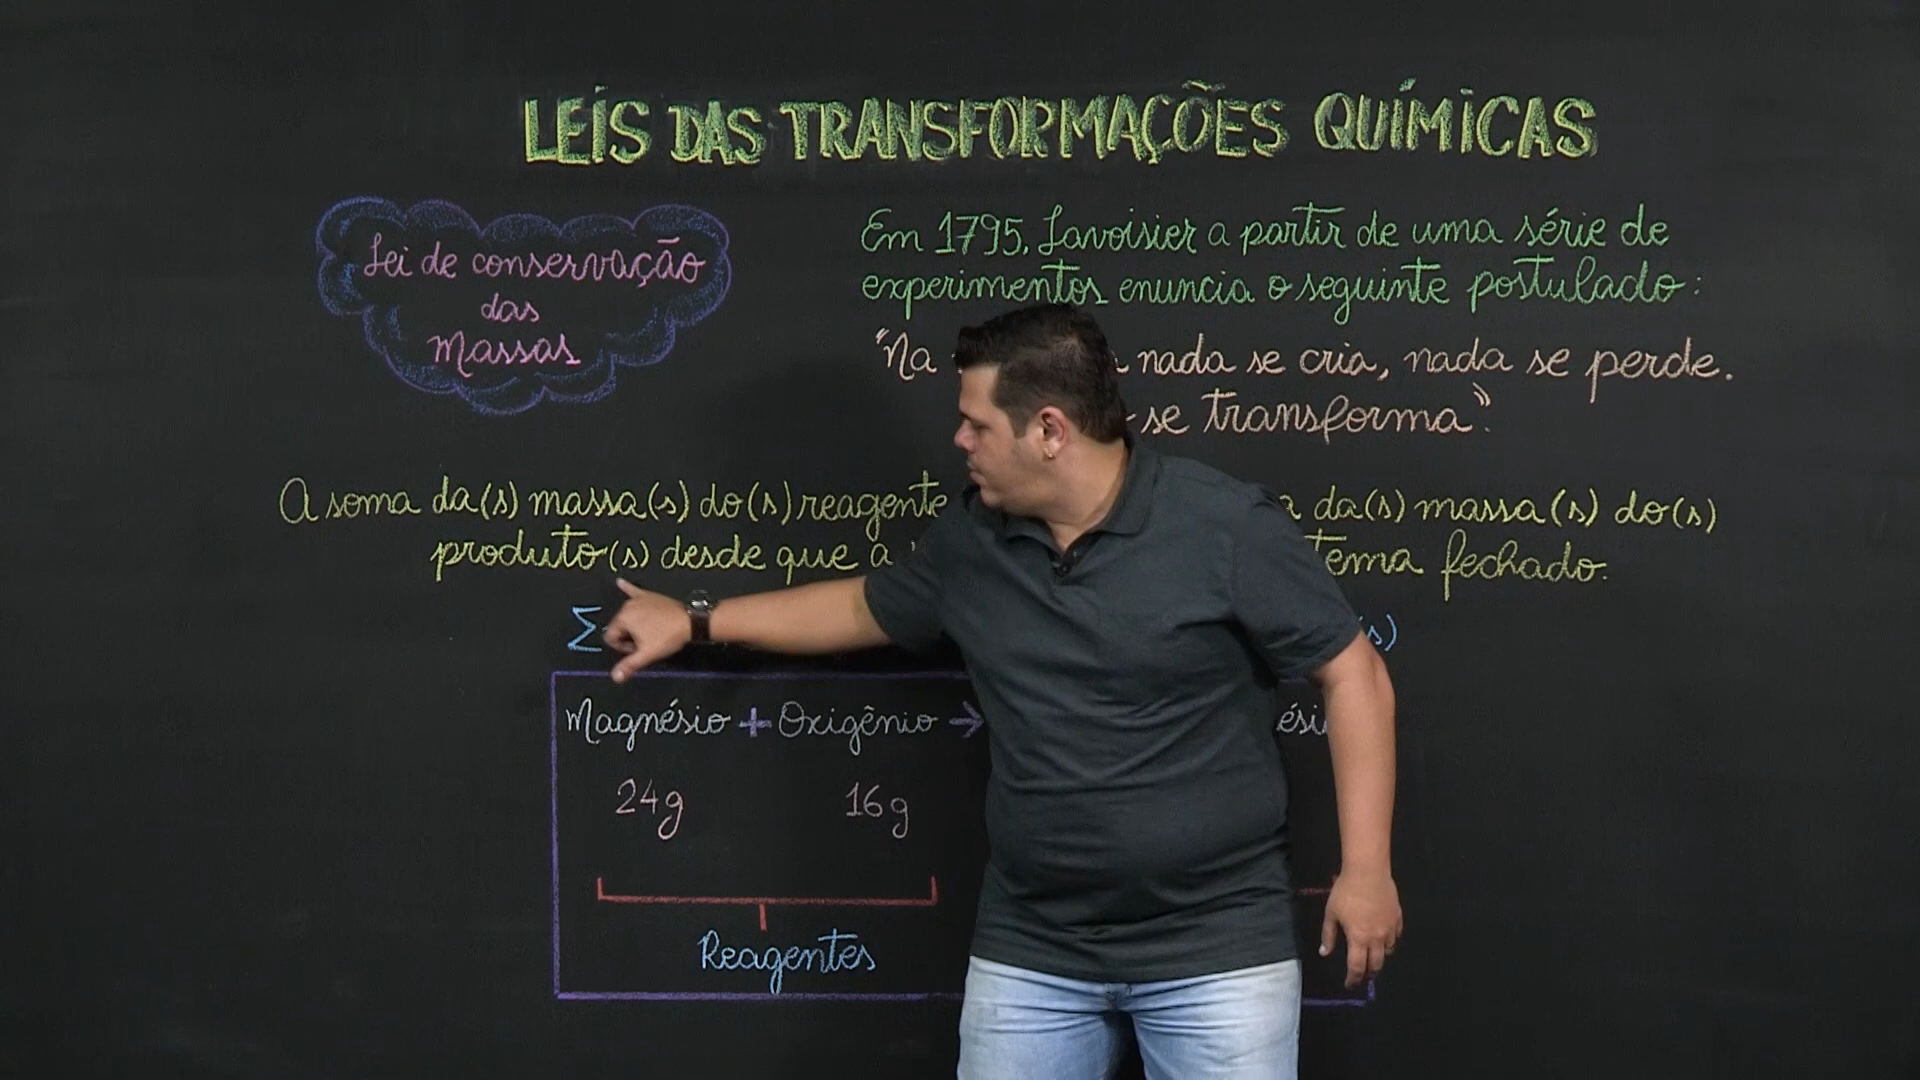 LEIS DAS TRANSFORMAÇÕES QUÍMICAS
Lei de conservação
das
Massas
Em 1795, Lavoisier a partir de uma série de
experimentos enuncia o seguinte postulado:
"Na nada se cria, nada se perde.
se transforma".
A soma da(s) massa(s) do(s) reagente da(s) massa(s) do(s)
produto(s) desde que a fechado.
Σ
Magnésio + Oxigênio →
24g 16g
Reagentes